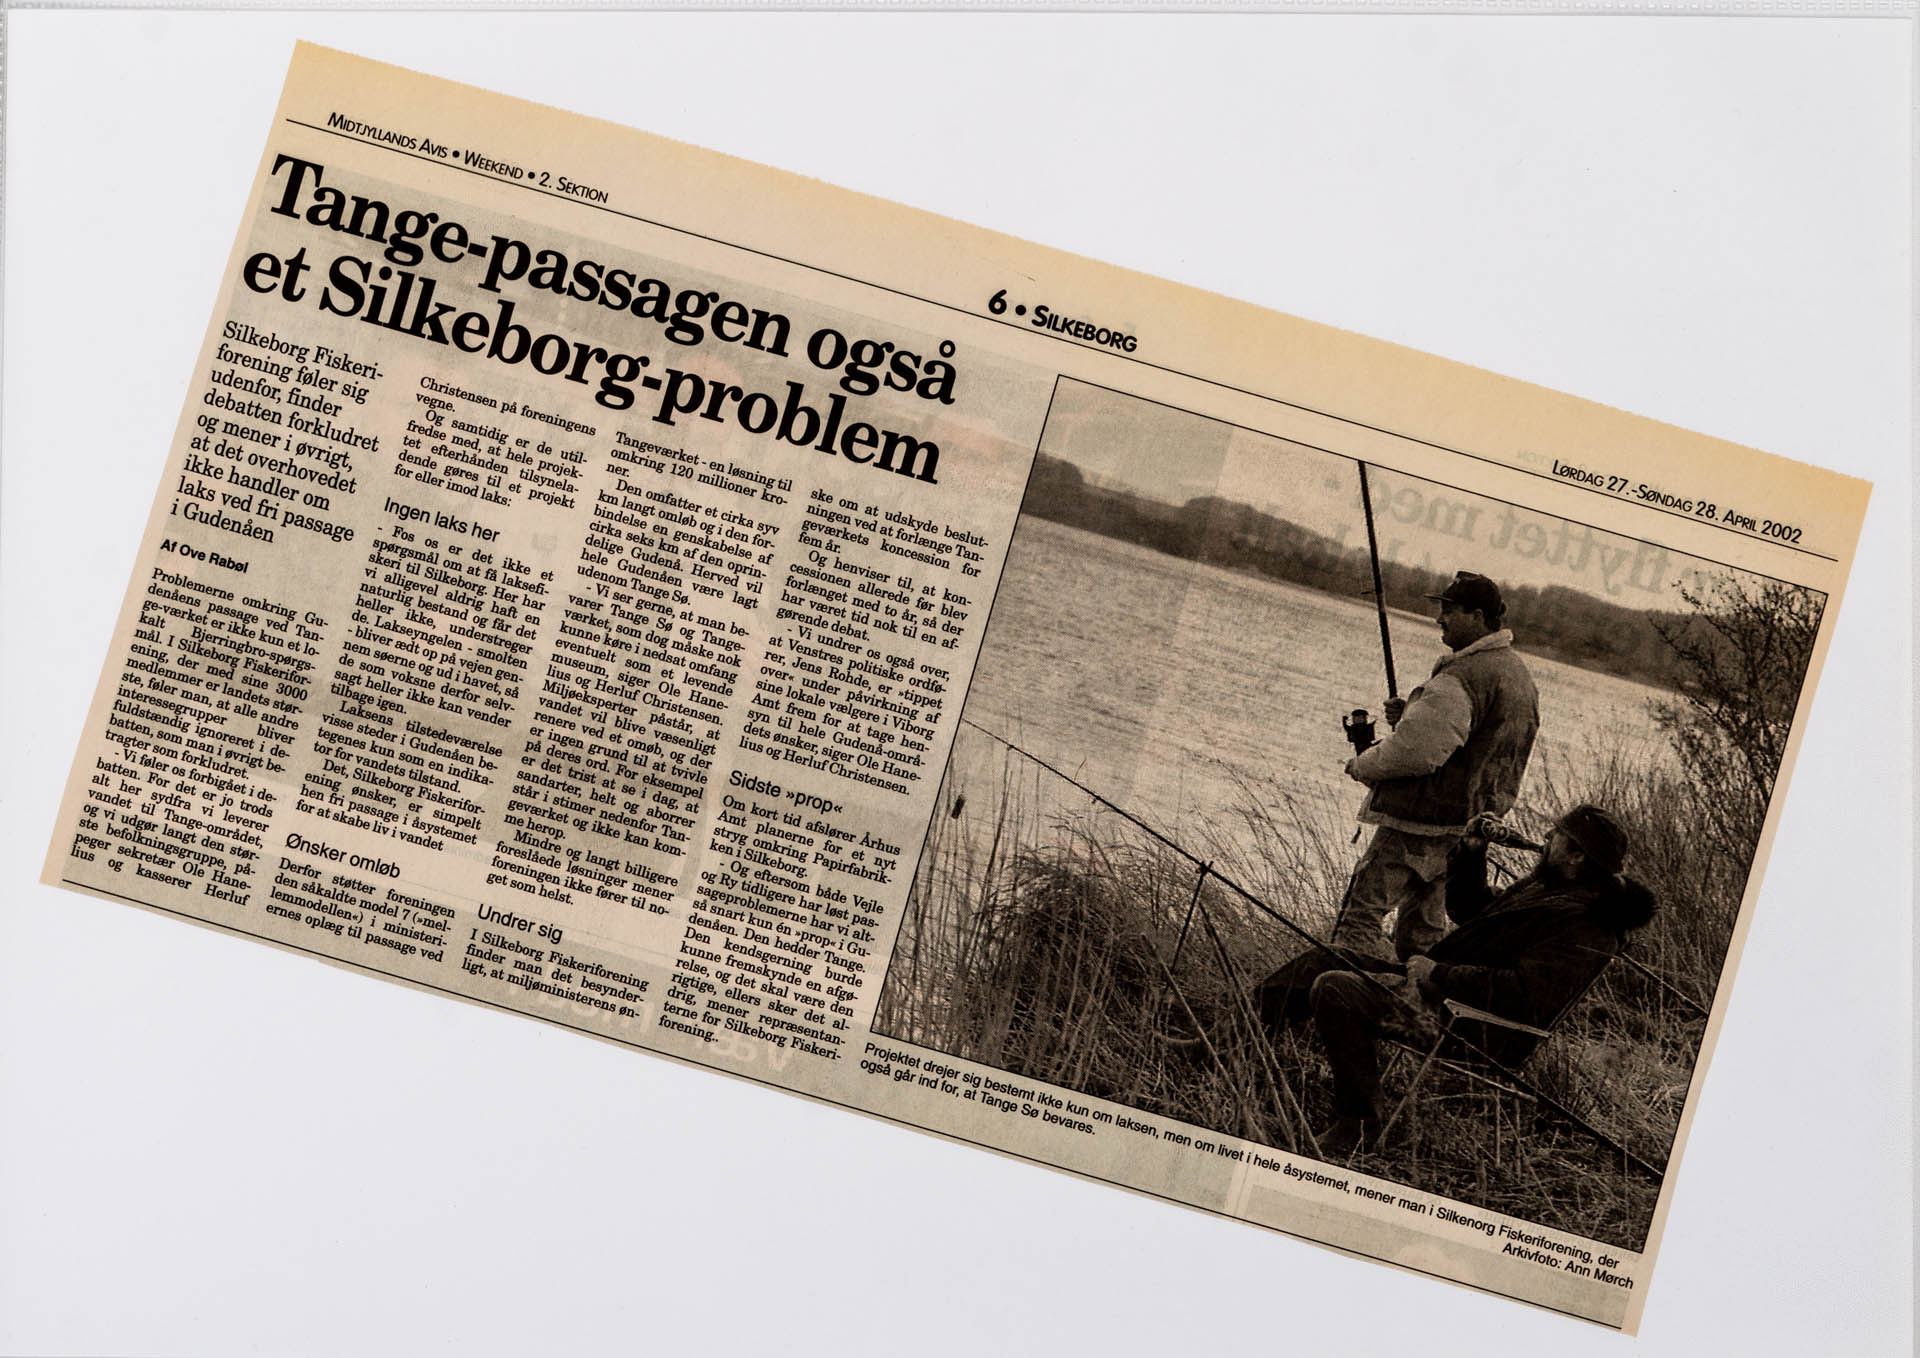 MIDTJYLLANDS AVIS • WEEKEND • 2. SEKTION
6 • SILKEBORG
LØRDAG 27.-SØNDAG 28. APRIL 2002
Tange-passagen også
et Silkeborg-problem
Silkeborg Fiskeri-
forening føler sig
udenfor, finder
debatten forkludret
og mener i øvrigt,
at det overhovedet
ikke handler om
laks ved fri passage
i Gudenåen
Af Ove Rabøl
Problemerne omkring Gu-
denåens passage ved Tan-
ge-værket er ikke kun et lo-
kalt Bjerringbro-spørgs-
mål. I Silkeborg Fiskerifor-
ening, der med sine 3000
medlemmer er landets stør-
ste, føler man, at alle andre
interessegrupper bliver
fuldstændig ignoreret i de-
batten, som man i øvrigt be-
tragter som forkludret.
- Vi føler os forbigået i de-
batten. For det er jo trods
alt her sydfra vi leverer
vandet til Tange-området,
og vi udgør langt den stør-
ste befolkningsgruppe, på-
peger sekretær Ole Hane-
lius og kasserer Herluf
Christensen på foreningens
vegne.
Og samtidig er de util-
fredse med, at hele projek-
tet efterhånden tilsynela-
dende gøres til et projekt
for eller imod laks:
Ingen laks her
- Fos os er det ikke et
spørgsmål om at få laksefi-
skeri til Silkeborg. Her har
vi alligevel aldrig haft en
naturlig bestand og får det
heller ikke, understreger
de. Lakseyngelen - smolten
- bliver ædt op på vejen gen-
nem søerne og ud i havet, så
de som voksne derfor selv-
sagt heller ikke kan vender
tilbage igen.
Laksens tilstedeværelse
visse steder i Gudenåen be-
tegenes kun som en indika-
tor for vandets tilstand.
Det, Silkeborg Fiskerifor-
ening ønsker, er simpelt
hen fri passage i åsystemet
for at skabe liv i vandet
Ønsker omløb
Derfor støtter foreningen
den såkaldte model 7 (»mel-
lemmodellen«) i ministeri-
ernes oplæg til passage ved
Tangeværket - en løsning til
omkring 120 millioner kro-
ner.
Den omfatter et cirka syv
km langt omløb og i den for-
bindelse en genskabelse af
cirka seks km af den oprin-
delige Gudenå. Herved vil
hele Gudenåen være lagt
udenom Tange Sø.
- Vi ser gerne, at man be-
varer Tange Sø og Tange-
værket, som dog måske nok
kunne køre i nedsat omfang
eventuelt som et levende
museum, siger Ole Hane-
lius og Herluf Christensen.
Miljøeksperter påstår, at
vandet vil blive væsenligt
renere ved et omøb, og der
er ingen grund til at tvivle
på deres ord. For eksempel
er det trist at se i dag, at
sandarter, helt og aborrer
står i stimer nedenfor Tan-
geværket og ikke kan kom-
me herop.
Mindre og langt billigere
foreslåede løsninger mener
foreningen ikke fører til no-
get som helst.
Undrer sig
I Silkeborg Fiskeriforening
finder man det besynder-
ligt, at miljøministerens øn-
ske om at udskyde beslut-
ningen ved at forlænge Tan-
geværkets koncession for
fem år.
Og henviser til, at kon-
cessionen allerede før blev
forlænget med to år, så der
har været tid nok til en af-
gørende debat.
- Vi undrer os også over,
at Venstres politiske ordfø-
rer, Jens Rohde, er »tippet
over« under påvirkning af
sine lokale vælgere i Viborg
Amt frem for at tage hen-
syn til hele Gudenå-områ-
dets ønsker, siger Ole Hane-
lius og Herluf Christensen.
Sidste »prop«
Om kort tid afslører Århus
Amt planerne for et nyt
stryg omkring Papirfabrik-
ken i Silkeborg.
- Og eftersom både Vejle
og Ry tidligere har løst pas-
sageproblemerne har vi alt-
så snart kun én »prop« i Gu-
denåen. Den hedder Tange.
Den kendsgerning burde
kunne fremskynde en afgø-
relse, og det skal være den
rigtige, ellers sker det al-
drig, mener repræsentan-
terne for Silkeborg Fiskeri-
forening..
Projektet drejer sig bestemt ikke kun om laksen, men om livet i hele åsystemet, mener man i Silkenorg Fiskeriforening, der
også går ind for, at Tange Sø bevares.
Arkivfoto: Ann Mørch